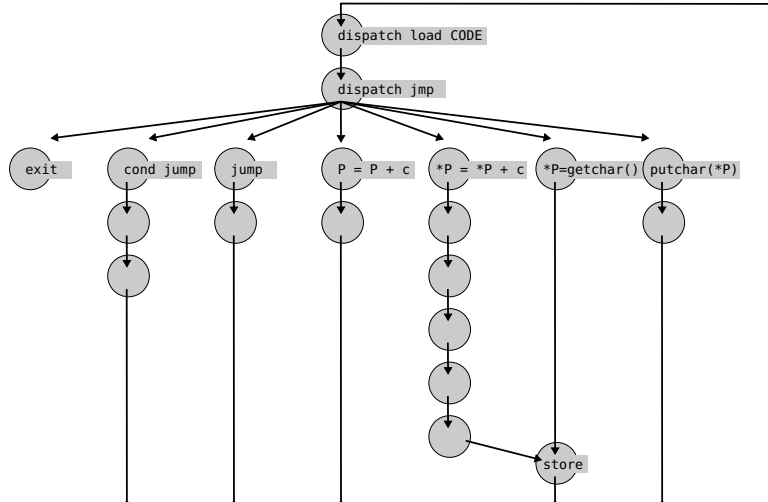 dispatch load CODE
dispatch jmp
exit
cond jump
jump
P = P + c
*P = *P + c
*P=getchar()
putchar(*P)
store